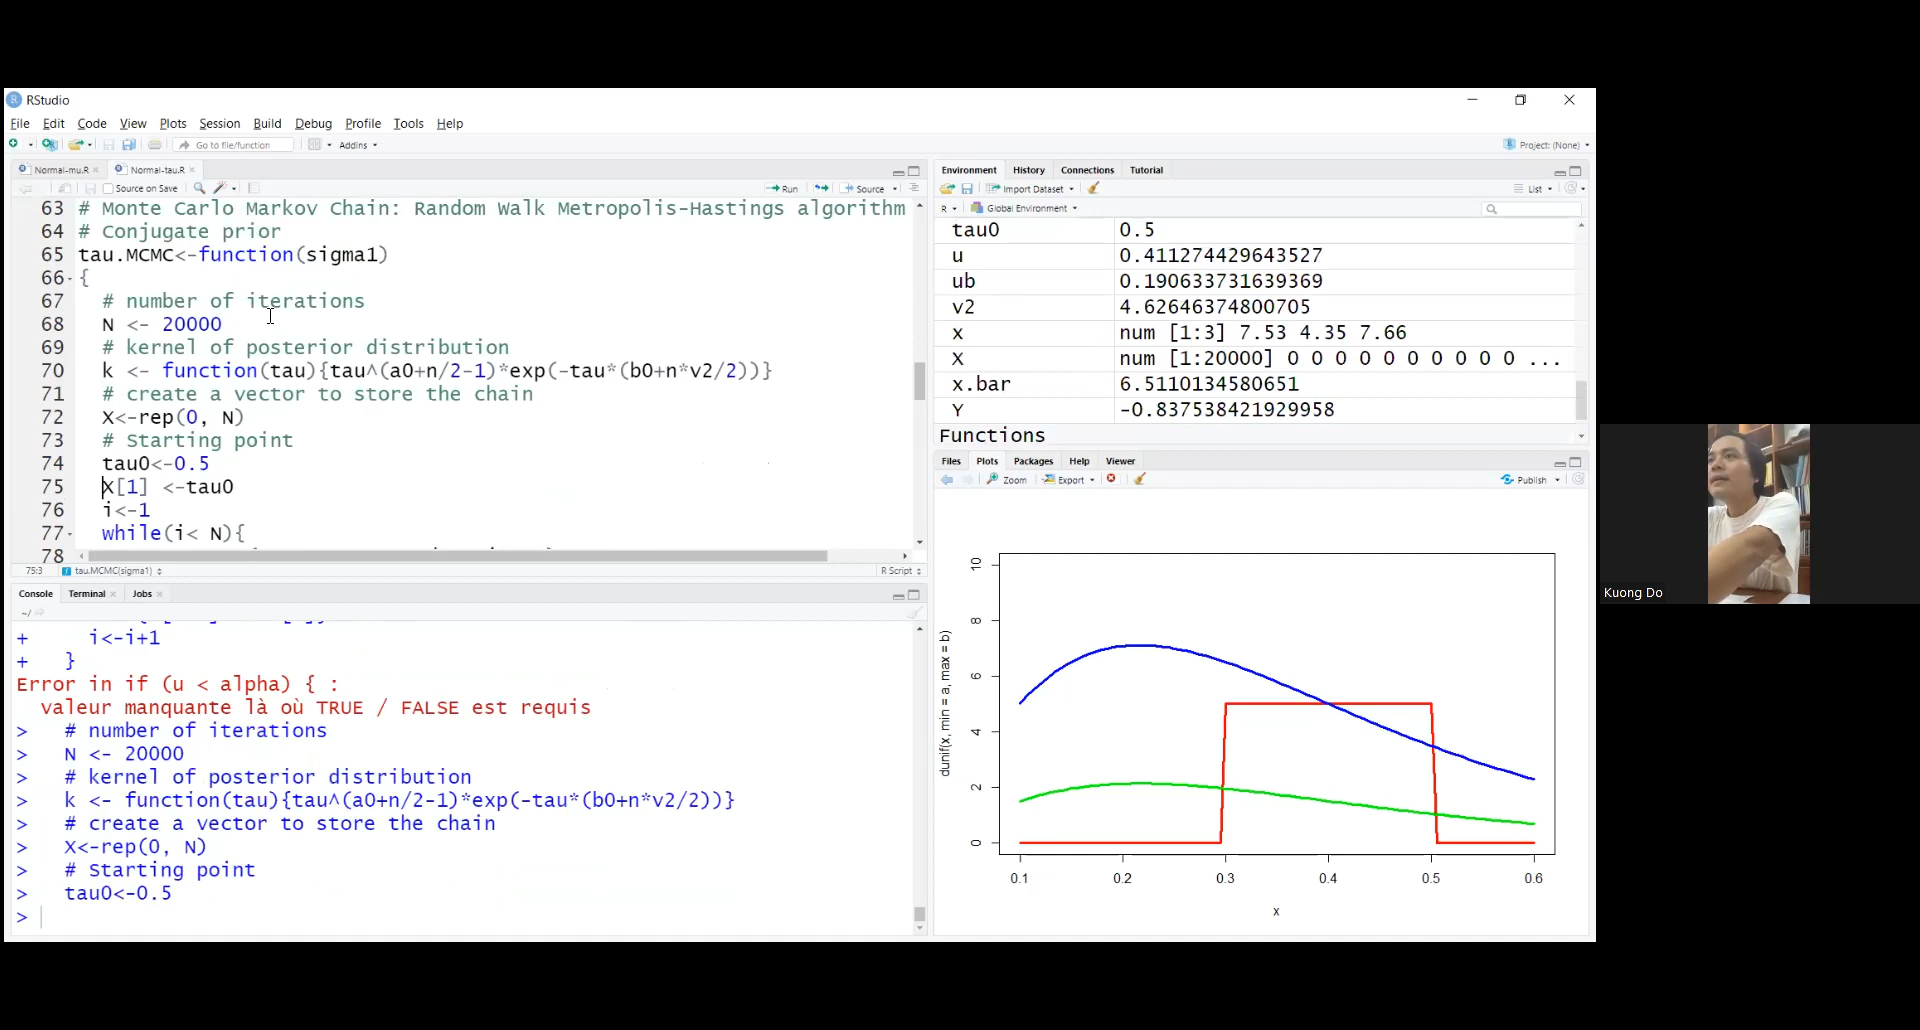 RStudio
File Edit Code View Plots Session Build Debug Profile Tools Help
Go to file/function
Addins
Project: (None)
Normal-mu.R
Normal-tau.R
Source on Save
Run
Source
63 # Monte Carlo Markov Chain: Random Walk Metropolis-Hastings algorithm
64 # Conjugate prior
65 tau.MCMC<-function(sigma1)
66 {
67 # number of iterations
68 N <- 20000
69 # kernel of posterior distribution
70 k <- function(tau){tau^(a0+n/2-1)*exp(-tau*(b0+n*v2/2))}
71 # create a vector to store the chain
72 X<-rep(0, N)
73 # Starting point
74 tau0<-0.5
75 X[1] <-tau0
76 i<-1
77 while(i< N){
78
75:3 tau.MCMC(sigma1) R Script
Console Terminal Jobs
~/
+ i<-i+1
+ }
Error in if (u < alpha) { :
valeur manquante là où TRUE / FALSE est requis
> # number of iterations
> N <- 20000
> # kernel of posterior distribution
> k <- function(tau){tau^(a0+n/2-1)*exp(-tau*(b0+n*v2/2))}
> # create a vector to store the chain
> X<-rep(0, N)
> # Starting point
> tau0<-0.5
>
Environment History Connections Tutorial
Import Dataset
List
R Global Environment
tau0 0.5
u 0.411274429643527
ub 0.190633731639369
v2 4.62646374800705
x num [1:3] 7.53 4.35 7.66
X num [1:20000] 0 0 0 0 0 0 0 0 0 0 ...
x.bar 6.5110134580651
Y -0.837538421929958
Functions
Files Plots Packages Help Viewer
Zoom Export Publish
dunif(x, min = a, max = b)
10
8
6
4
2
0
0.1 0.2 0.3 0.4 0.5 0.6
x
Kuong Do